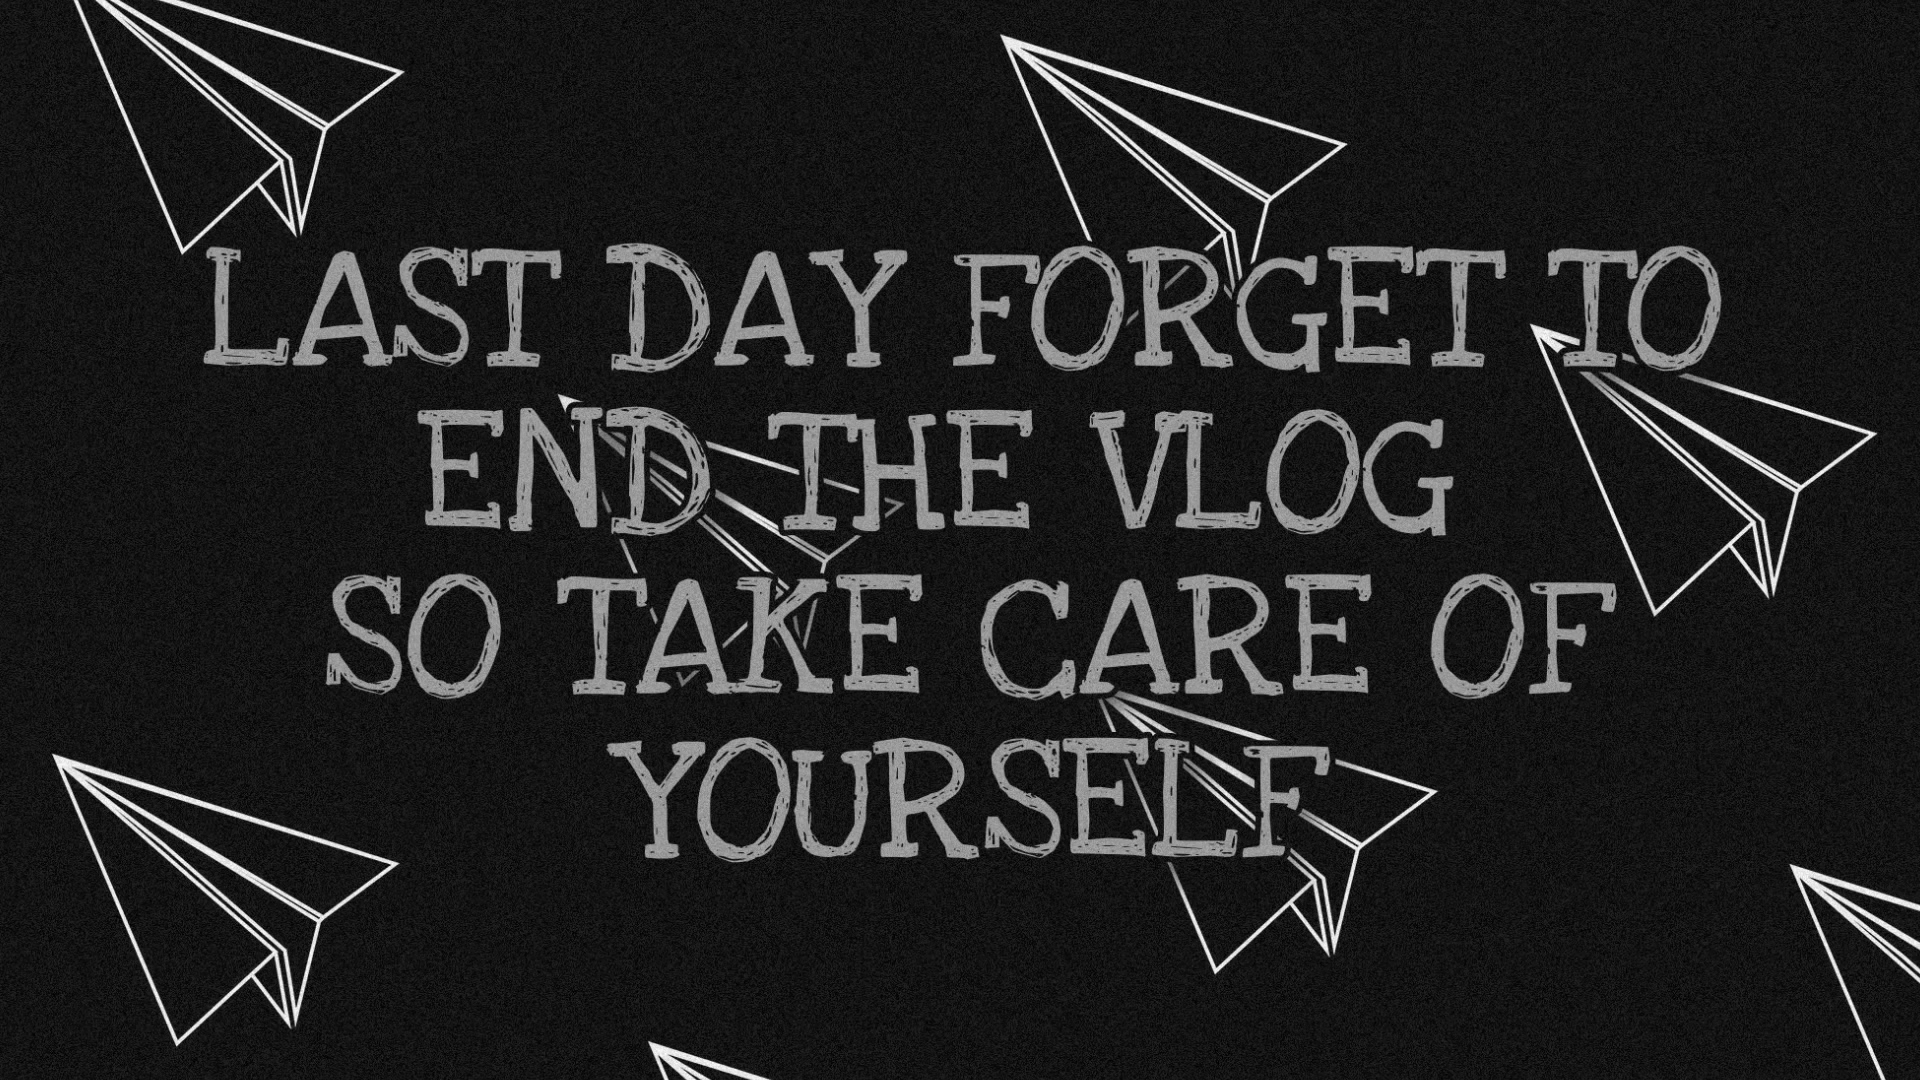 LAST DAY FORGET TO
END THE VLOG
SO TAKE CARE OF
YOURSELF